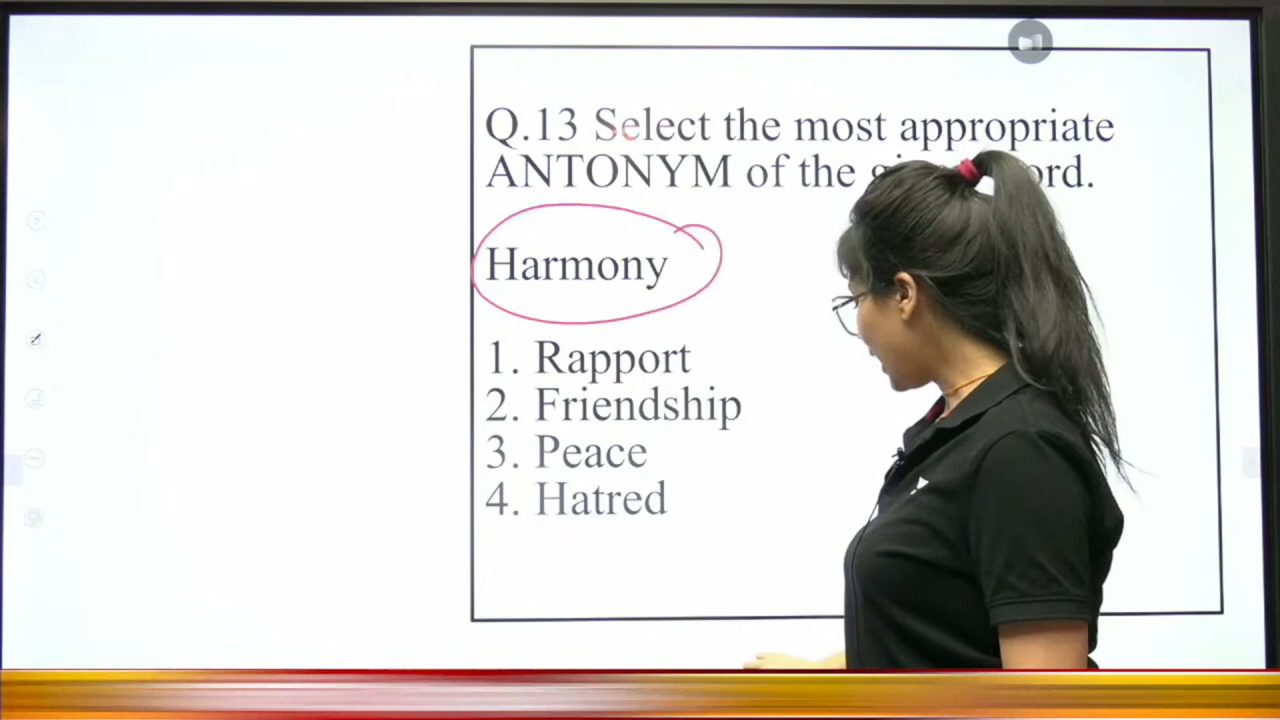 Q.13 Select the most appropriate
ANTONYM of the
Harmony
1. Rapport
2. Friendship
3. Peace
4. Hatred